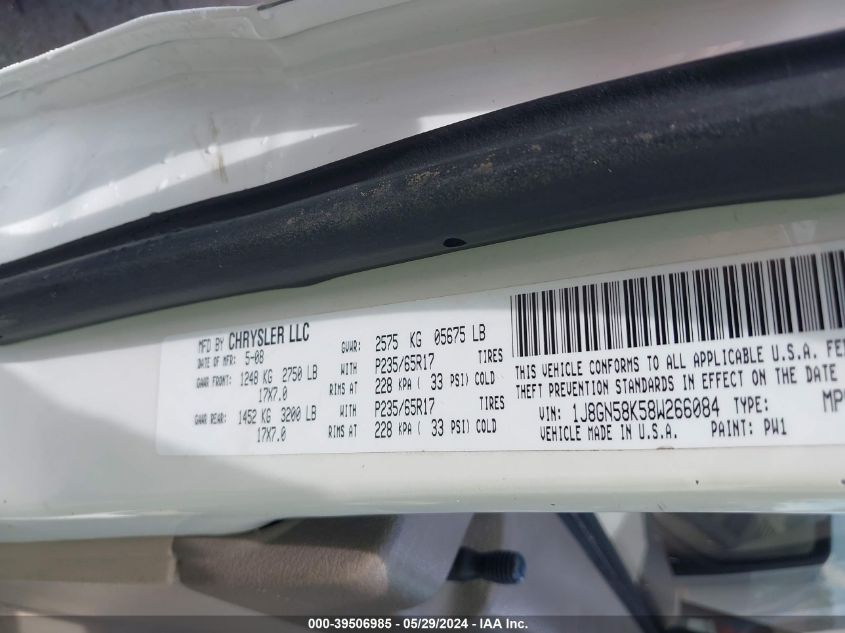 MFD BY CHRYSLER LLC
DATE OF MFR: 5-08
GVWR: 2575 KG 05675 LB
GAWR FRONT: 1248 KG 2750 LB WITH P235/65R17 TIRES
17X7.0 RIMS AT 228 KPA ( 33 PSI) COLD
GAWR REAR: 1452 KG 3200 LB WITH P235/65R17 TIRES
17X7.0 RIMS AT 228 KPA ( 33 PSI) COLD
THIS VEHICLE CONFORMS TO ALL APPLICABLE U.S.A. FE
THEFT PREVENTION STANDARDS IN EFFECT ON THE DATE
VIN: 1J8GN58K58W266084 TYPE: MP
VEHICLE MADE IN U.S.A. PAINT: PW1
000-39506985 / 05/29/2024 - IAA Inc.